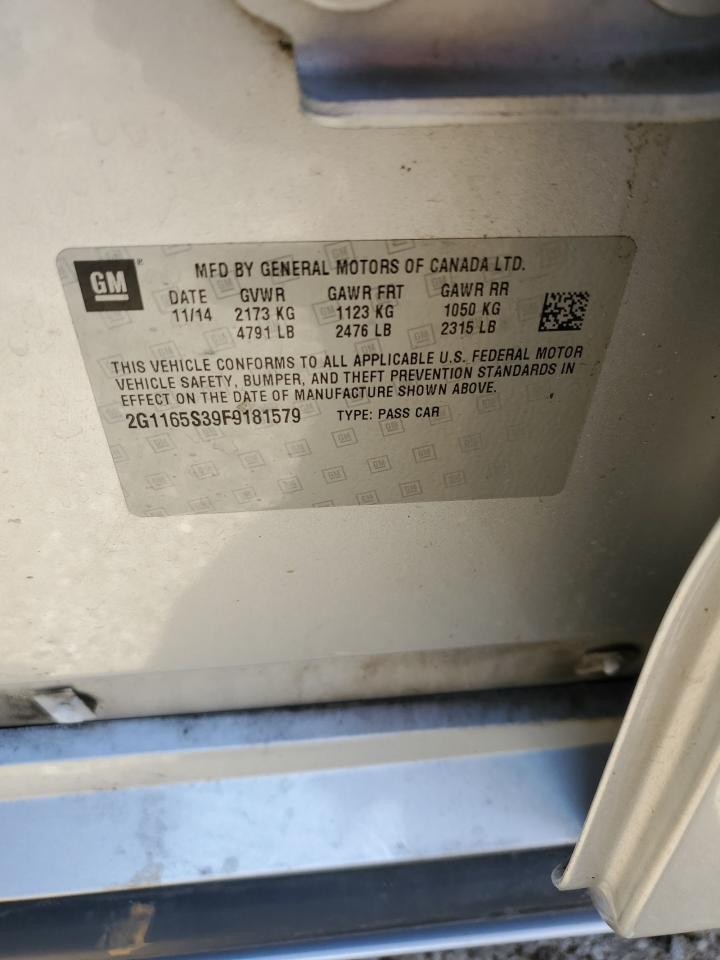 GM® MFD BY GENERAL MOTORS OF CANADA LTD.
DATE GVWR GAWR FRT GAWR RR
11/14 2173 KG 1123 KG 1050 KG
4791 LB 2476 LB 2315 LB
THIS VEHICLE CONFORMS TO ALL APPLICABLE U.S. FEDERAL MOTOR
VEHICLE SAFETY, BUMPER, AND THEFT PREVENTION STANDARDS IN
EFFECT ON THE DATE OF MANUFACTURE SHOWN ABOVE.
2G1165S39F9181579 TYPE: PASS CAR